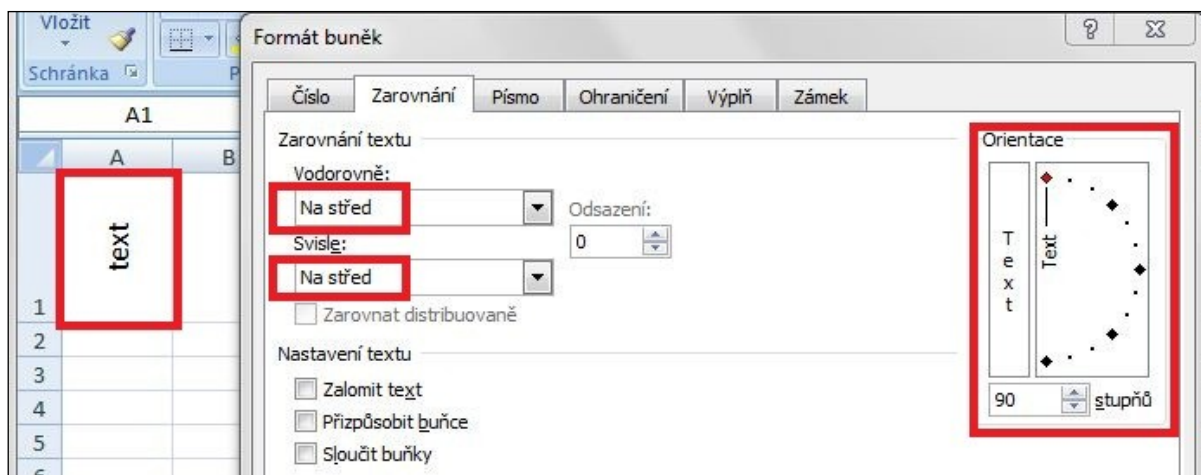 Vložit
Schránka
P
A1
A
B
text
1
2
3
4
5
Formát buněk
Číslo
Zarovnání
Písmo
Ohraničení
Výplň
Zámek
Zarovnání textu
Vodorovně:
Na střed
Odsazení:
0
Svisle:
Na střed
Zarovnat distribuovaně
Nastavení textu
Zalomit text
Přizpůsobit buňce
Sloučit buňky
Orientace
Text
Text
90 stupňů